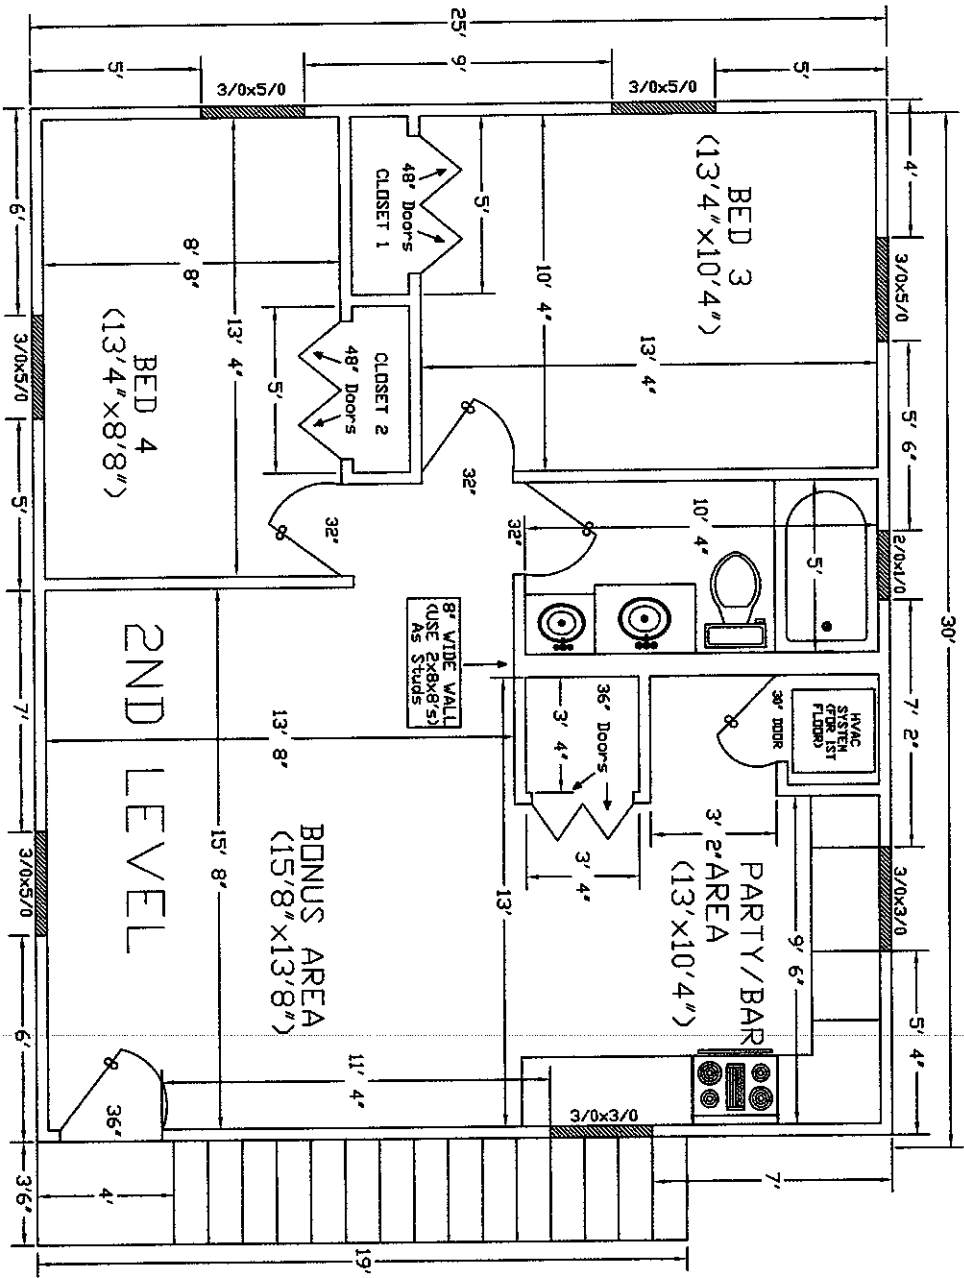 30'
4'
3/0x5/0
5' 6"
2/0x1/0
7' 2"
3/0x3/0
5' 4"
25'
5'
3/0x5/0
9'
3/0x5/0
5'
BED 3
(13'4"x10'4")
13' 4"
10' 4"
5'
10' 4"
HVAC
SYSTEM
(FOR 1ST
FLOOR)
30" DOOR
9' 6"
PARTY/BAR
AREA
(13'x10'4")
3' 2"
7'
36" Doors
3' 4"
3' 4"
13'
3/0x3/0
32"
32"
5'
48" Doors
CLOSET 1
CLOSET 2
48" Doors
5'
8" WIDE WALL
(USE 2x8x8's)
As Studs
32"
13' 4"
8' 8"
BED 4
(13'4"x8'8")
BONUS AREA
(15'8"x13'8")
13' 8"
15' 8"
11' 4"
2ND LEVEL
36"
4'
19'
6'
3/0x5/0
5'
7'
3/0x5/0
6'
3'6"